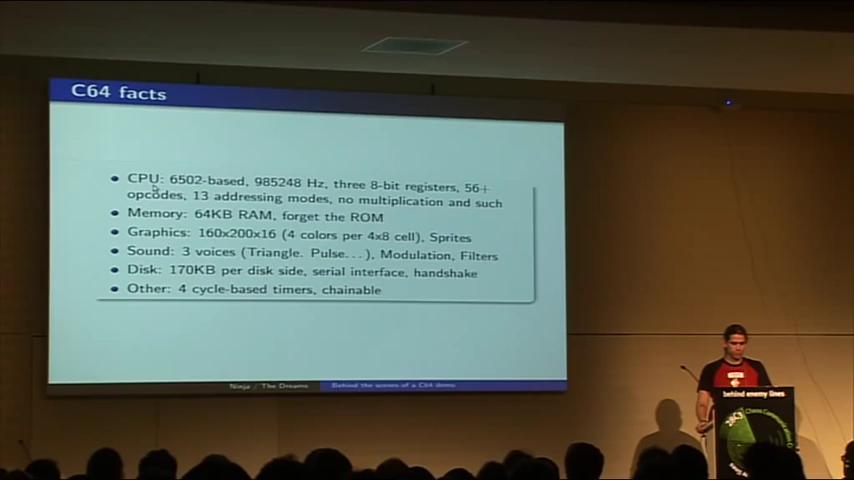 C64 facts
CPU: 6502-based, 985248 Hz, three 8-bit registers, 56+
opcodes, 13 addressing modes, no multiplication and such
Memory: 64KB RAM, forget the ROM
Graphics: 160x200x16 (4 colors per 4x8 cell), Sprites
Sound: 3 voices (Triangle, Pulse...), Modulation, Filters
Disk: 170KB per disk side, serial interface, handshake
Other: 4 cycle-based timers, chainable
Ninja / The Dreams
Behind the scenes of a C64 demo
behind enemy lines